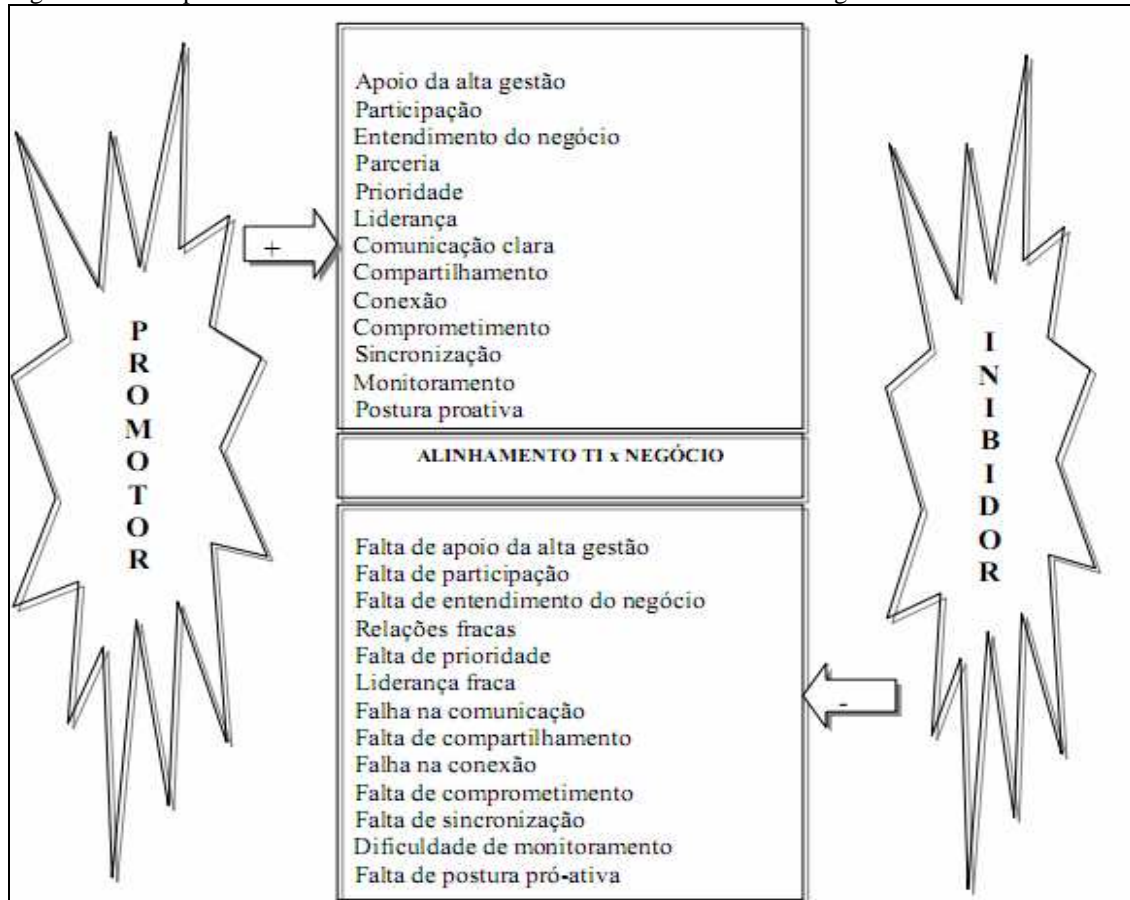 PROMOTOR
+
Apoio da alta gestão
Participação
Entendimento do negócio
Parceria
Prioridade
Liderança
Comunicação clara
Compartilhamento
Conexão
Comprometimento
Sincronização
Monitoramento
Postura proativa
ALINHAMENTO TI x NEGÓCIO
Falta de apoio da alta gestão
Falta de participação
Falta de entendimento do negócio
Relações fracas
Falta de prioridade
Liderança fraca
Falha na comunicação
Falta de compartilhamento
Falha na conexão
Falta de comprometimento
Falta de sincronização
Dificuldade de monitoramento
Falta de postura pró-ativa
-
INIBIDOR